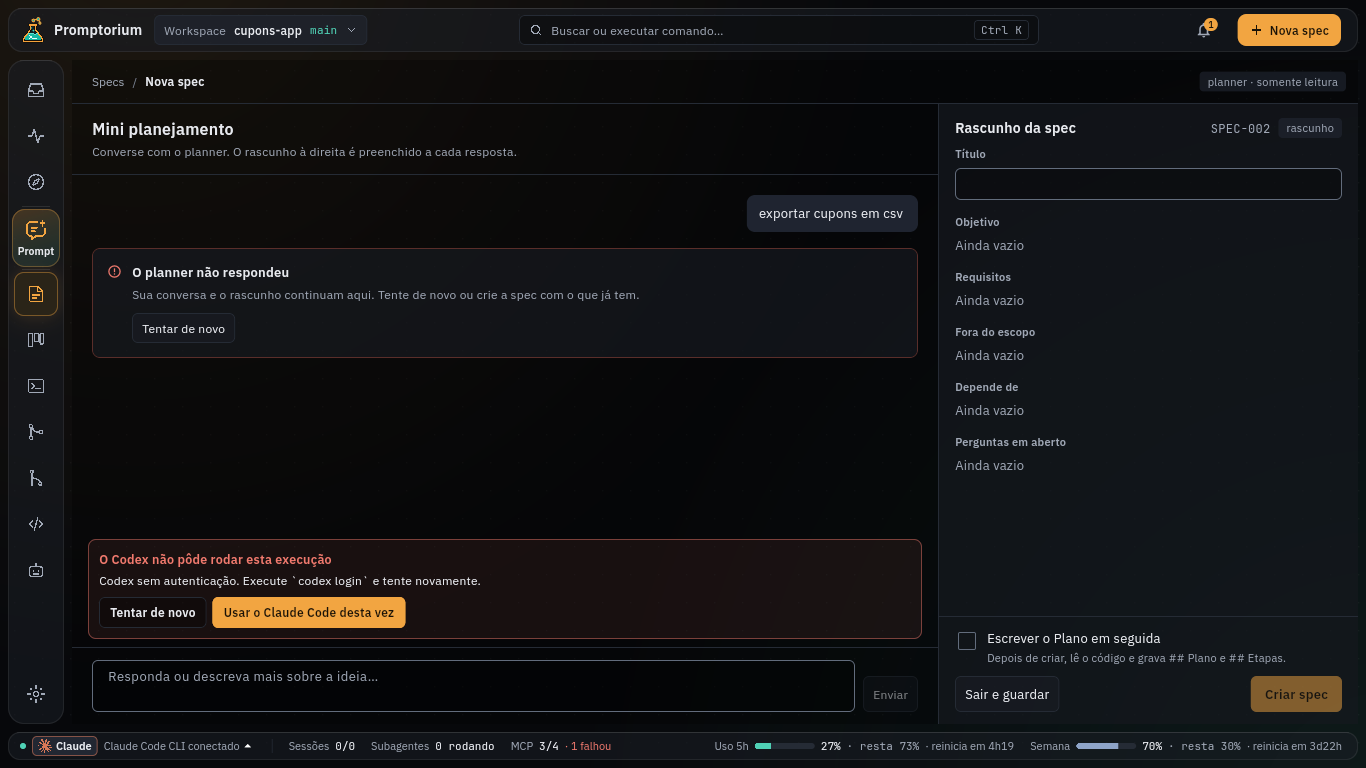 Promptorium
Workspace cupons-app main
Buscar ou executar comando...
Ctrl K
1
+ Nova spec
Specs / Nova spec
planner · somente leitura
Mini planejamento
Converse com o planner. O rascunho à direita é preenchido a cada resposta.
Prompt
exportar cupons em csv
O planner não respondeu
Sua conversa e o rascunho continuam aqui. Tente de novo ou crie a spec com o que já tem.
Tentar de novo
O Codex não pôde rodar esta execução
Codex sem autenticação. Execute `codex login` e tente novamente.
Tentar de novo
Usar o Claude Code desta vez
Responda ou descreva mais sobre a ideia...
Enviar
Rascunho da spec
SPEC-002 rascunho
Título
Objetivo
Ainda vazio
Requisitos
Ainda vazio
Fora do escopo
Ainda vazio
Depende de
Ainda vazio
Perguntas em aberto
Ainda vazio
Escrever o Plano em seguida
Depois de criar, lê o código e grava ## Plano e ## Etapas.
Sair e guardar
Criar spec
Claude Claude Code CLI conectado
Sessões 0/0
Subagentes 0 rodando
MCP 3/4 · 1 falhou
Uso 5h 27% · resta 73% · reinicia em 4h19
Semana 70% · resta 30% · reinicia em 3d22h